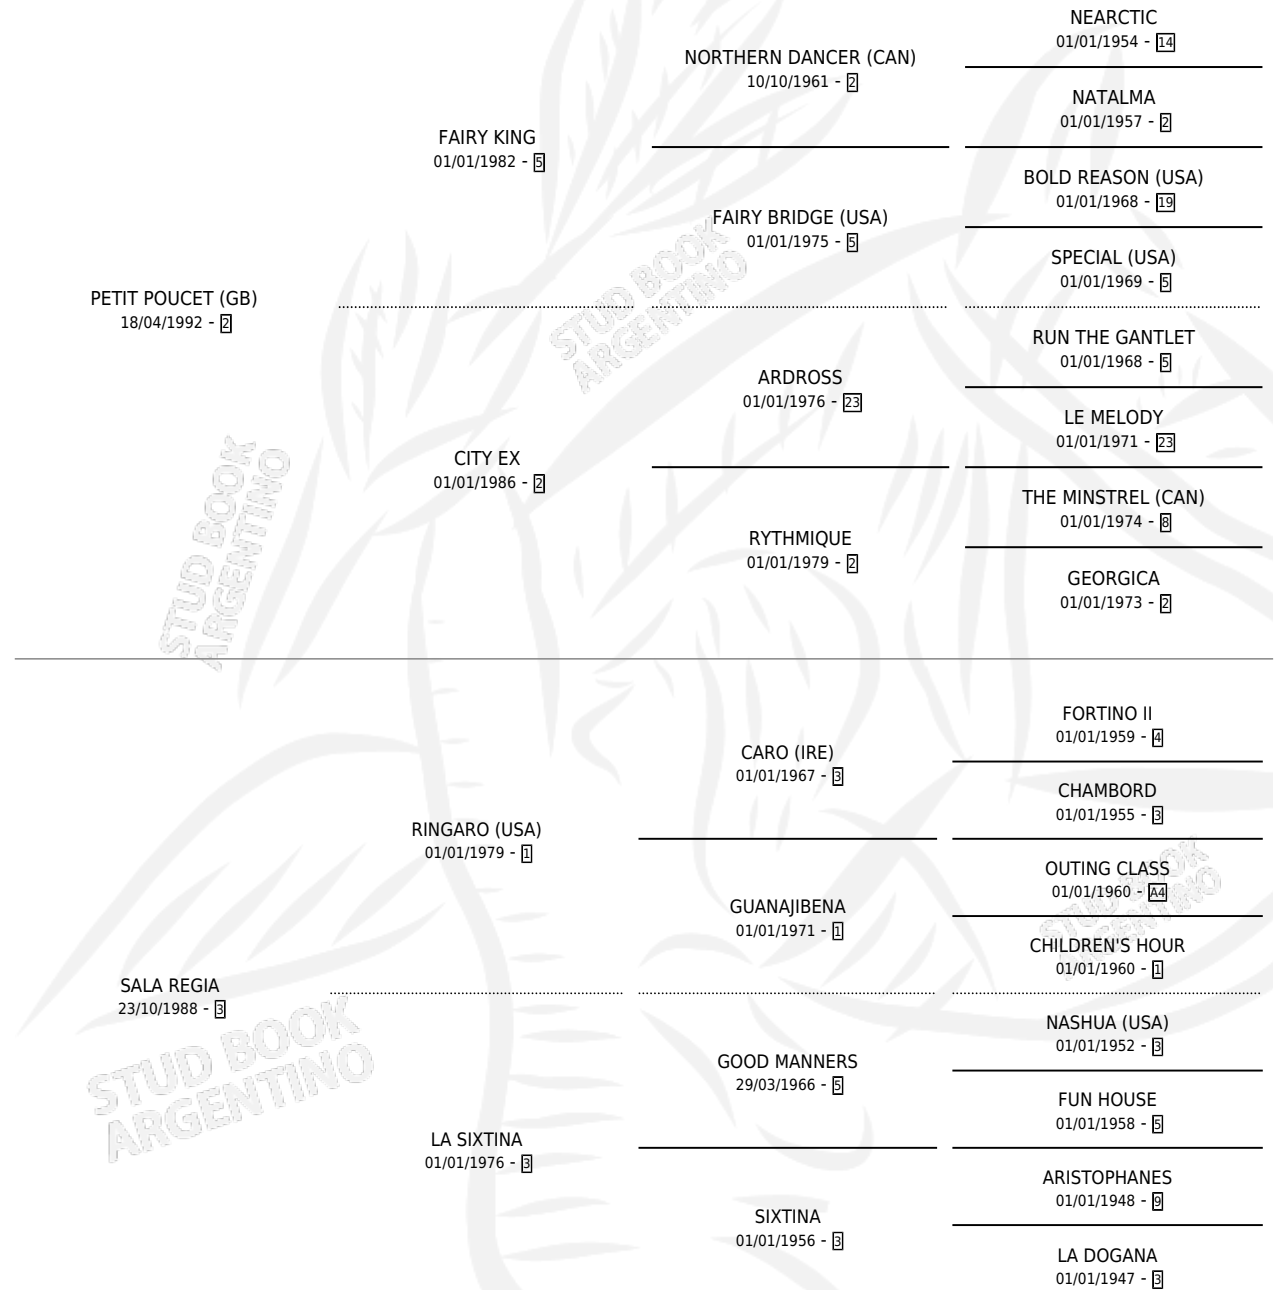 NEARCTIC
01/01/1954 - 14
NORTHERN DANCER (CAN)
10/10/1961 - 2
NATALMA
01/01/1957 - 2
FAIRY KING
01/01/1982 - 5
BOLD REASON (USA)
01/01/1968 - 19
FAIRY BRIDGE (USA)
01/01/1975 - 5
SPECIAL (USA)
01/01/1969 - 5
PETIT POUCET (GB)
18/04/1992 - 2
RUN THE GANTLET
01/01/1968 - 5
ARDROSS
01/01/1976 - 23
LE MELODY
01/01/1971 - 23
CITY EX
01/01/1986 - 2
THE MINSTREL (CAN)
01/01/1974 - 8
RYTHMIQUE
01/01/1979 - 2
GEORGICA
01/01/1973 - 2
FORTINO II
01/01/1959 - 4
CARO (IRE)
01/01/1967 - 3
CHAMBORD
01/01/1955 - 3
RINGARO (USA)
01/01/1979 - 1
OUTING CLASS
01/01/1960 - A4
GUANAJIBENA
01/01/1971 - 1
CHILDREN'S HOUR
01/01/1960 - 1
SALA REGIA
23/10/1988 - 3
NASHUA (USA)
01/01/1952 - 3
GOOD MANNERS
29/03/1966 - 5
FUN HOUSE
01/01/1958 - 5
LA SIXTINA
01/01/1976 - 3
ARISTOPHANES
01/01/1948 - 9
SIXTINA
01/01/1956 - 3
LA DOGANA
01/01/1947 - 3
STUD BOOK
ARGENTINO
STUD BOOK
ARGENTINO
STUD BOOK
ARGENTINO
STUD BOOK
ARGENTINO